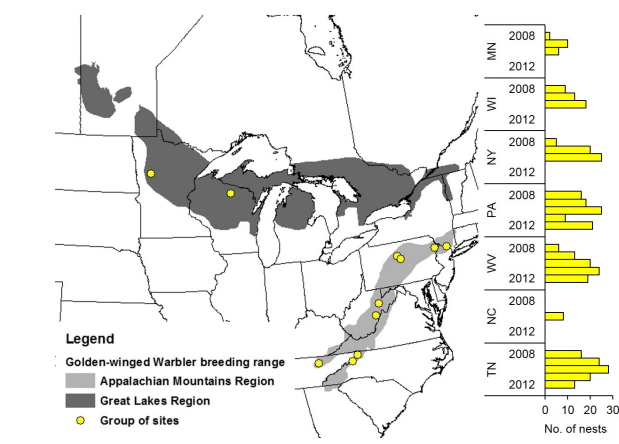 MN
2008
2012
WI
2008
2012
NY
2008
2012
PA
2008
2012
WV
2008
2012
NC
2008
2012
TN
2008
2012
0 10 20 30
No. of nests
Legend
Golden-winged Warbler breeding range
Appalachian Mountains Region
Great Lakes Region
Group of sites